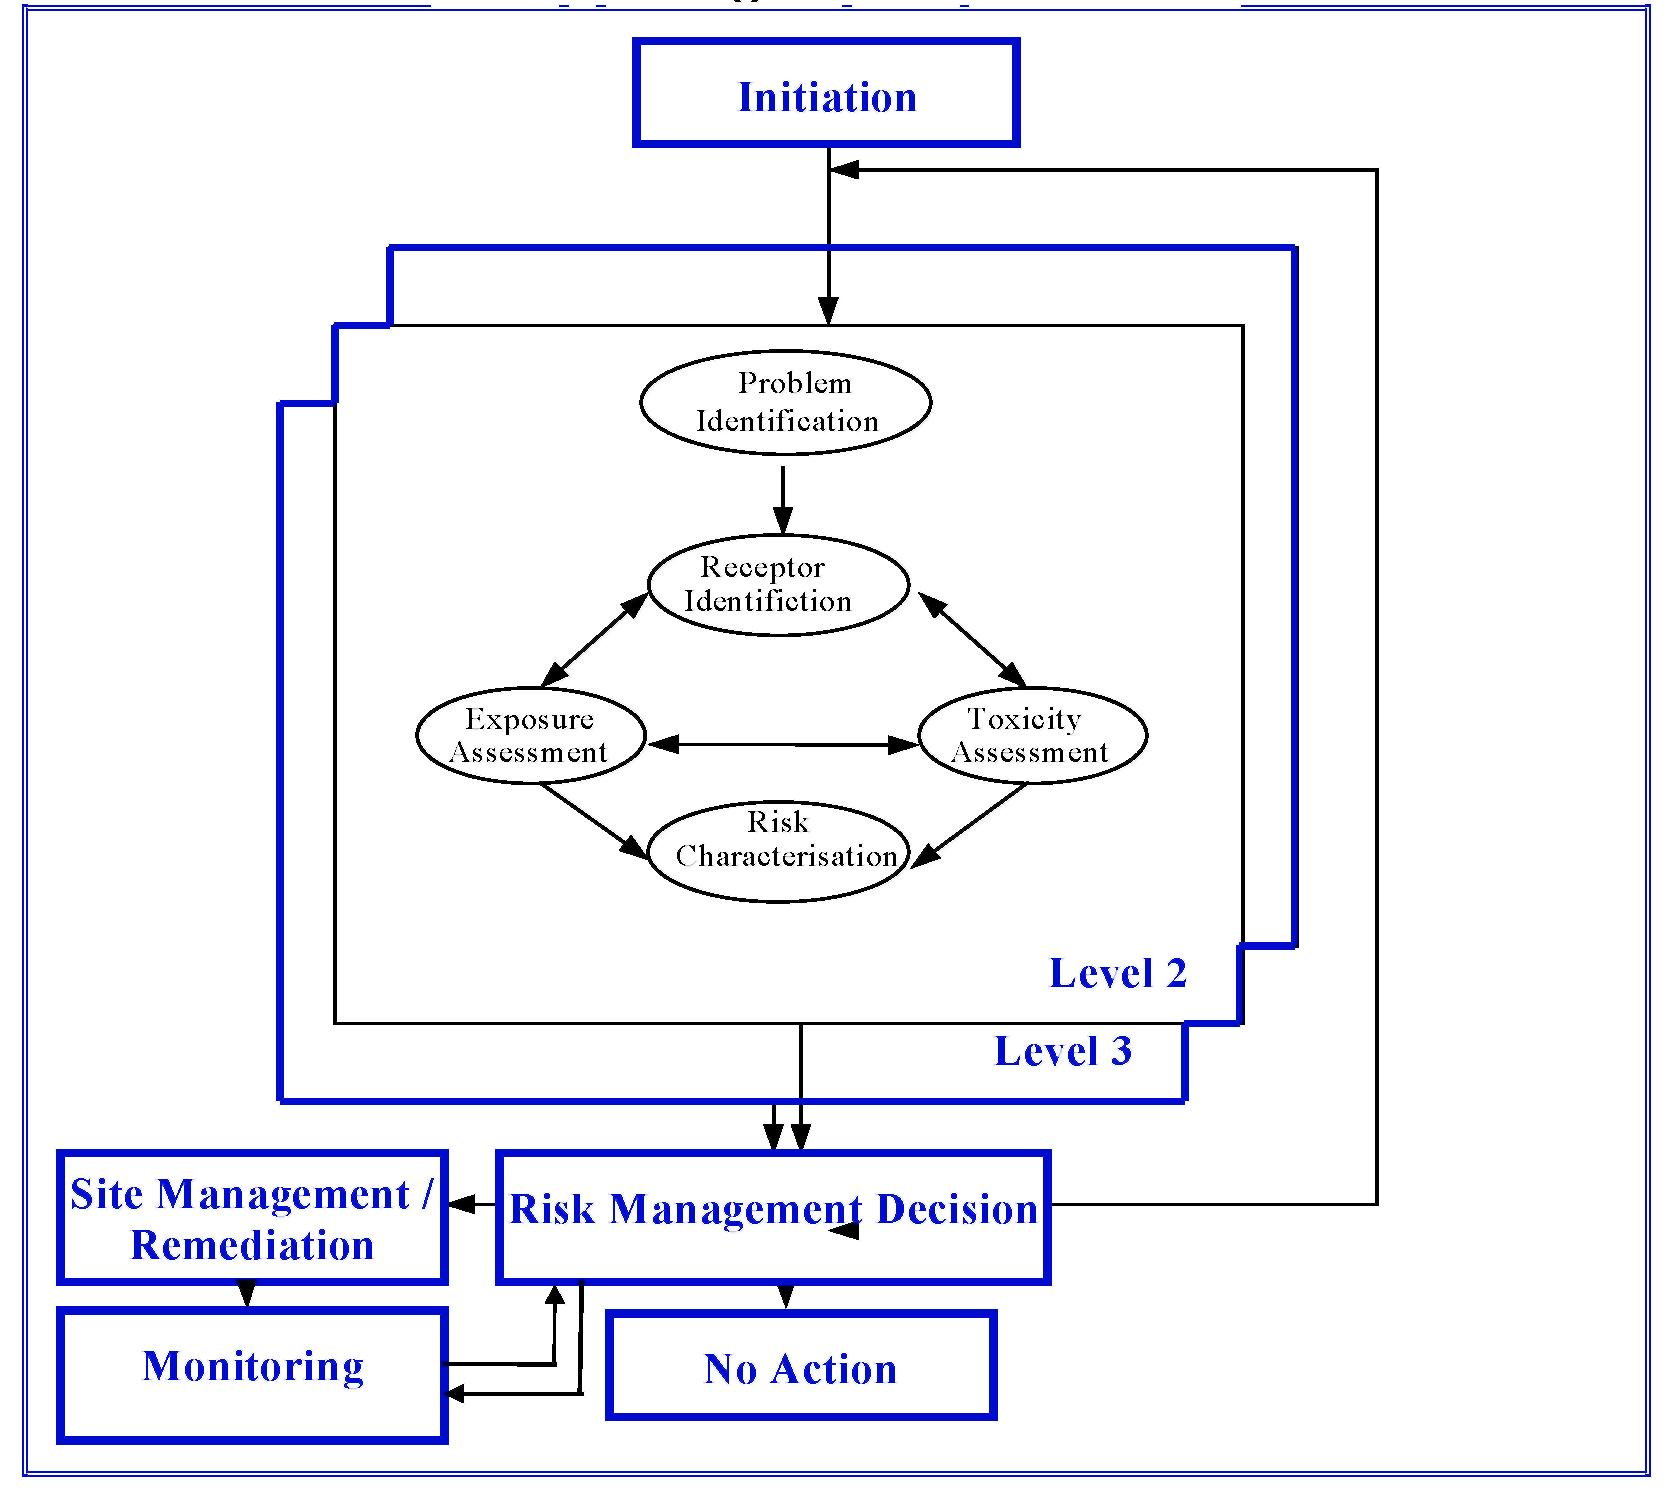 Initiation
Problem
Identification
Receptor
Identifiction
Exposure
Assessment
Toxicity
Assessment
Risk
Characterisation
Level 2
Level 3
Site Management /
Remediation
Risk Management Decision
Monitoring
No Action